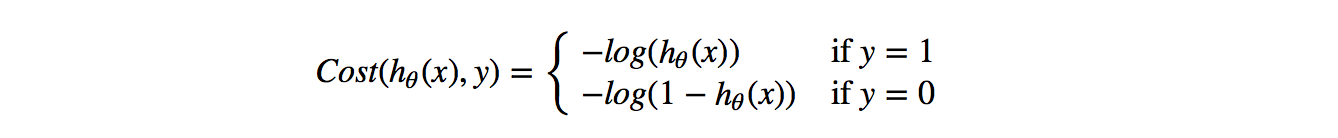 Cost(hθ(x), y) = { −log(hθ(x)) if y = 1
−log(1 − hθ(x)) if y = 0